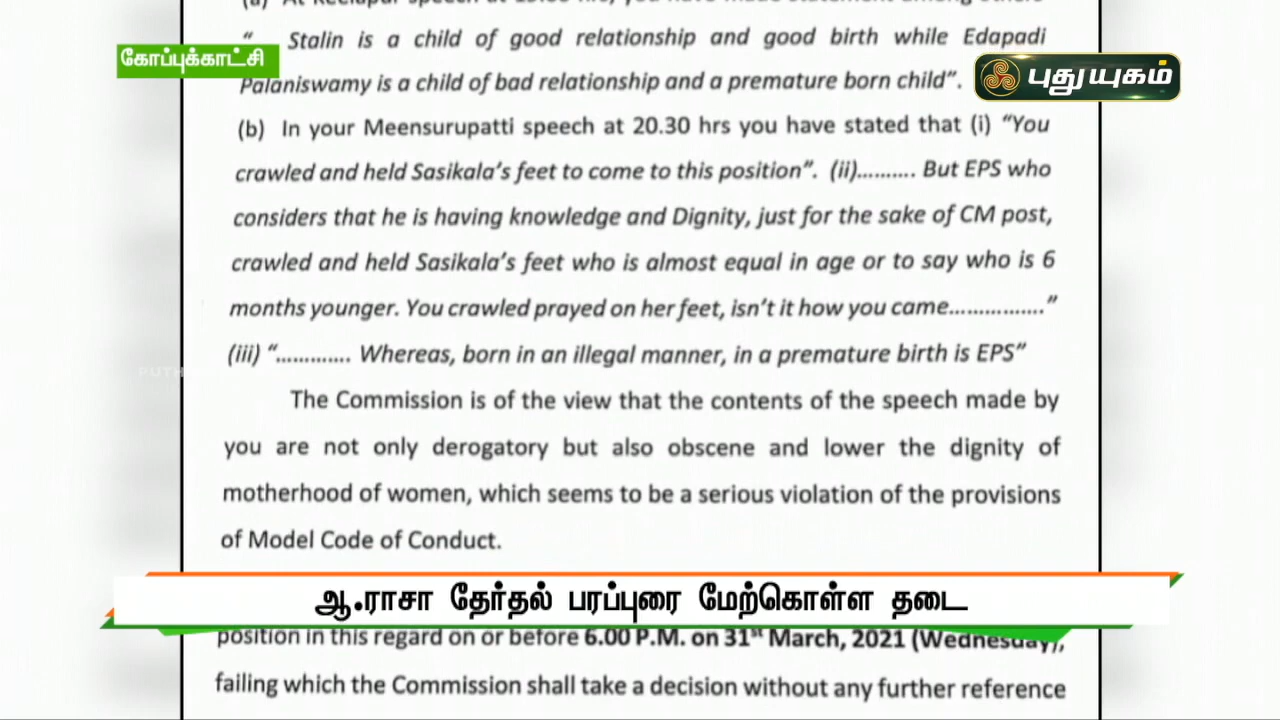 “ Stalin is a child of good relationship and good birth while Edapadi
கோப்புக்காட்சி
புதுயுகம்
Palaniswamy is a child of bad relationship and a premature born child”.
(b) In your Meensurupatti speech at 20.30 hrs you have stated that (i) “You
crawled and held Sasikala’s feet to come to this position”. (ii).......... But EPS who
considers that he is having knowledge and Dignity, just for the sake of CM post,
crawled and held Sasikala’s feet who is almost equal in age or to say who is 6
months younger. You crawled prayed on her feet, isn’t it how you came................”
(iii) “............. Whereas, born in an illegal manner, in a premature birth is EPS”
The Commission is of the view that the contents of the speech made by
you are not only derogatory but also obscene and lower the dignity of
motherhood of women, which seems to be a serious violation of the provisions
of Model Code of Conduct.
ஆ.ராசா தேர்தல் பரப்புரை மேற்கொள்ள தடை
position in this regard on or before 6.00 P.M. on 31st March, 2021 (Wednesday),
failing which the Commission shall take a decision without any further reference